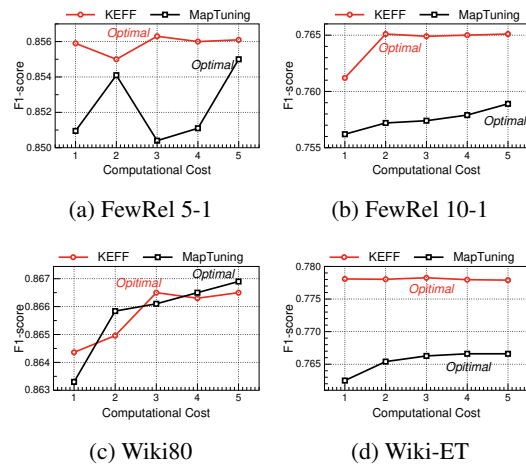 KEFF MapTuning
0.856
0.854
0.852
0.850
F1-score
Optimal
Optimal
1 2 3 4 5
Computational Cost
(a) FewRel 5-1
KEFF MapTuning
0.765
0.760
0.755
F1-score
Optimal
Optimal
1 2 3 4 5
Computational Cost
(b) FewRel 10-1
KEFF MapTuning
0.867
0.866
0.865
0.864
0.863
F1-score
Opitimal
Optimal
1 2 3 4 5
Computational Cost
(c) Wiki80
KEFF MapTuning
0.780
0.775
0.770
0.765
F1-score
Opitimal
Opitimal
1 2 3 4 5
Computational Cost
(d) Wiki-ET